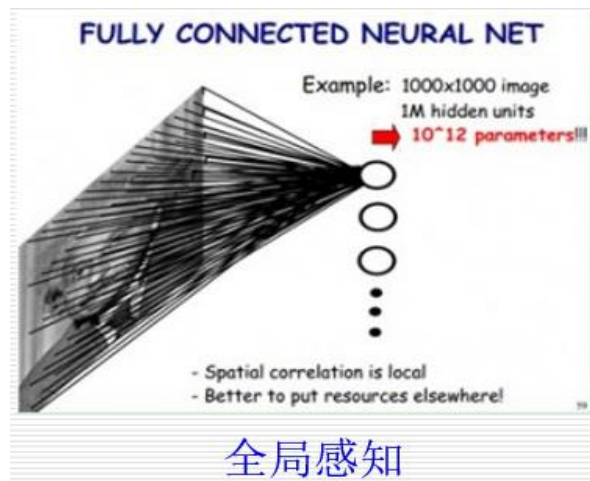 FULLY CONNECTED NEURAL NET
Example: 1000x1000 image
1M hidden units
10^12 parameters!!!
- Spatial correlation is local
- Better to put resources elsewhere!
59
全局感知